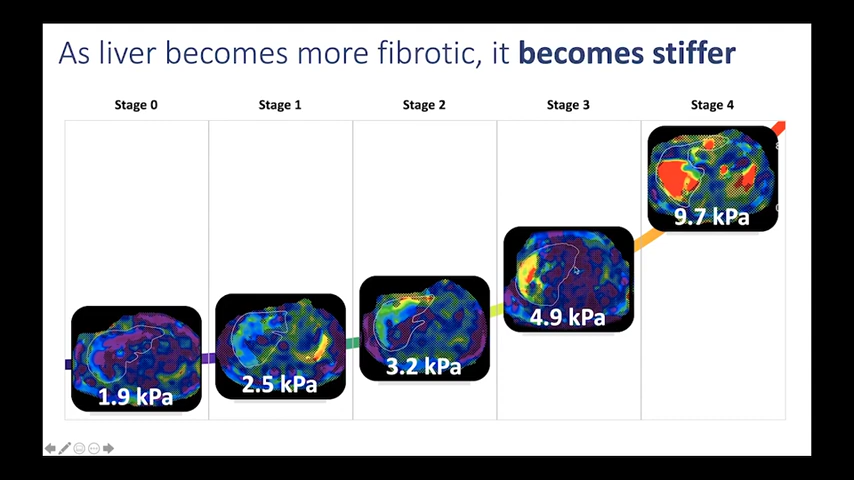 As liver becomes more fibrotic, it becomes stiffer
Stage 0
Stage 1
Stage 2
Stage 3
Stage 4
1.9 kPa
2.5 kPa
3.2 kPa
4.9 kPa
9.7 kPa